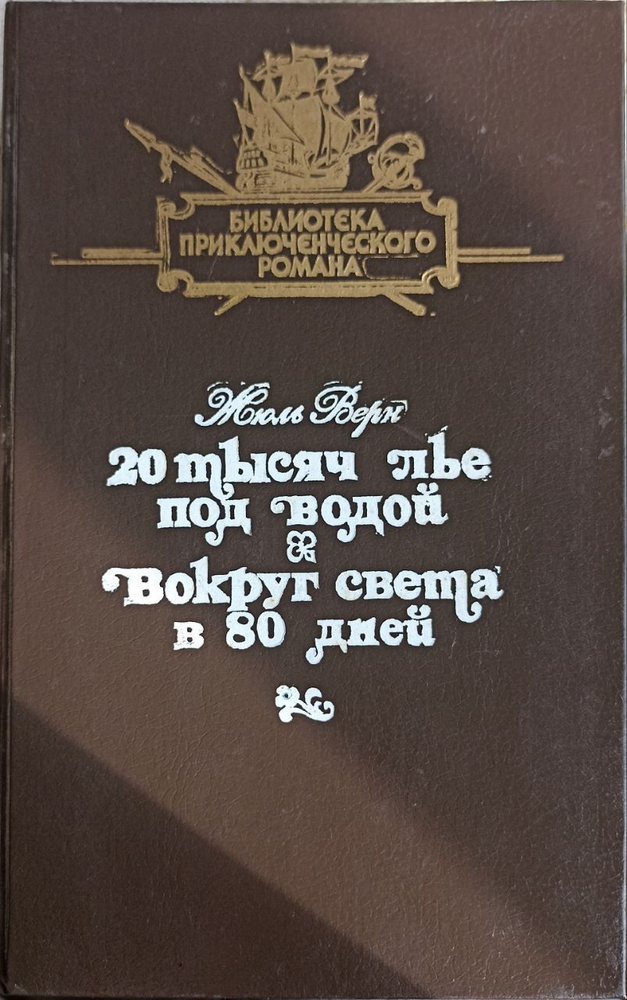 БИБЛИОТЕКА
ПРИКЛЮЧЕНЧЕСКОГО
РОМАНА
Жюль Верн
20 тысяч лье
под водой
Вокруг света
в 80 дней